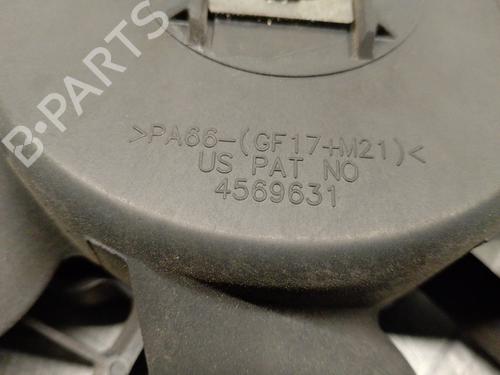 B-PARTS
>PA66-(GF17+M21)<
US PAT NO
4569631